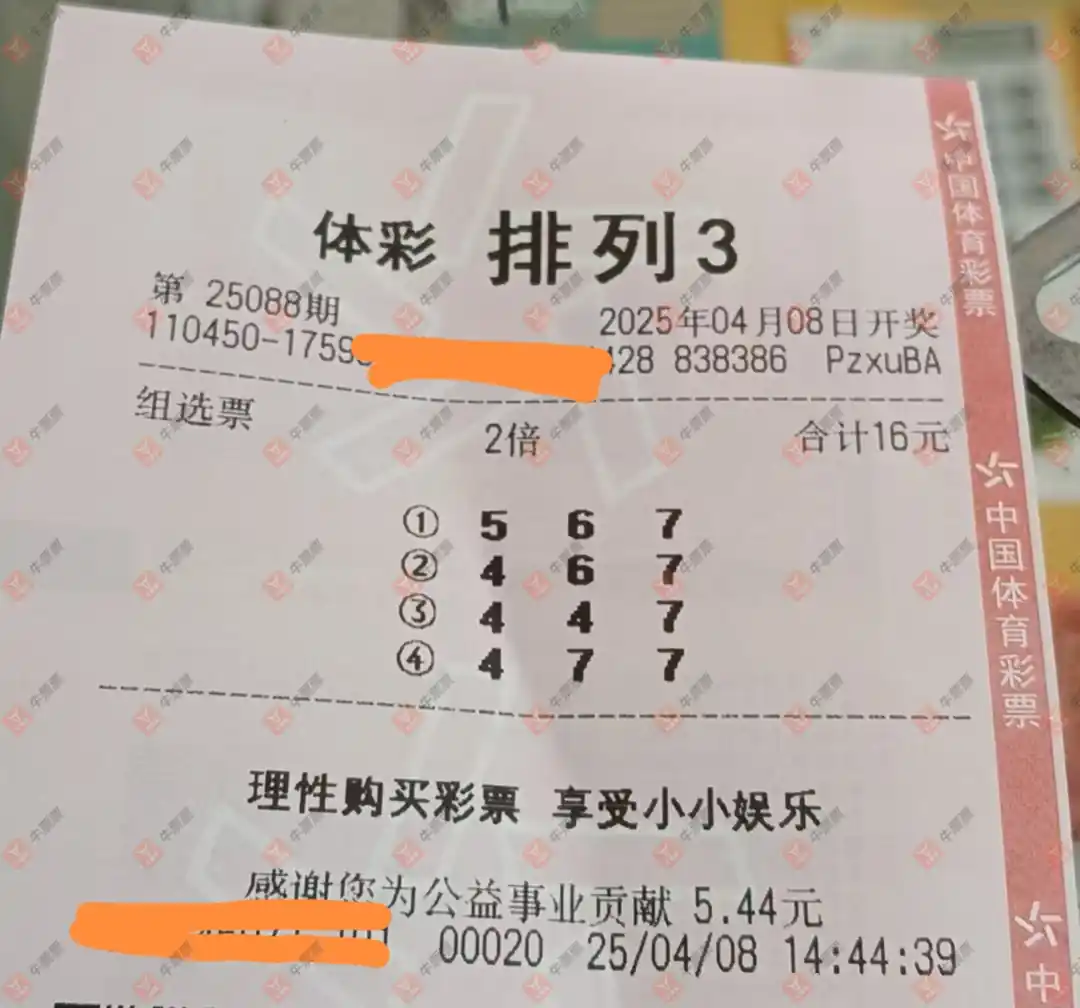 体彩 排列3
第 25088期
2025年04月08日开奖
110450-1759
428 838386 PzxuBA
组选票
2倍
合计16元
① 5 6 7
② 4 6 7
③ 4 4 7
④ 4 7 7
理性购买彩票 享受小小娱乐
感谢您为公益事业贡献 5.44元
00020 25/04/08 14:44:39
中国体育彩票
中国体育彩票
中
牛票票